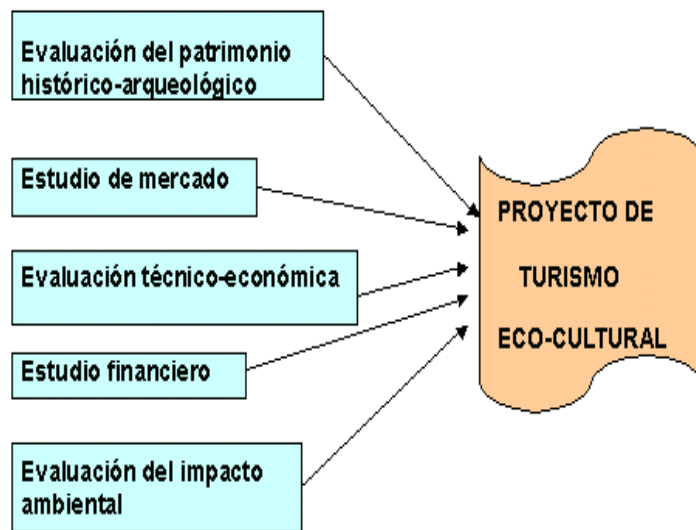 Evaluación del patrimonio
histórico-arqueológico
Estudio de mercado
Evaluación técnico-económica
Estudio financiero
Evaluación del impacto
ambiental
PROYECTO DE
TURISMO
ECO-CULTURAL